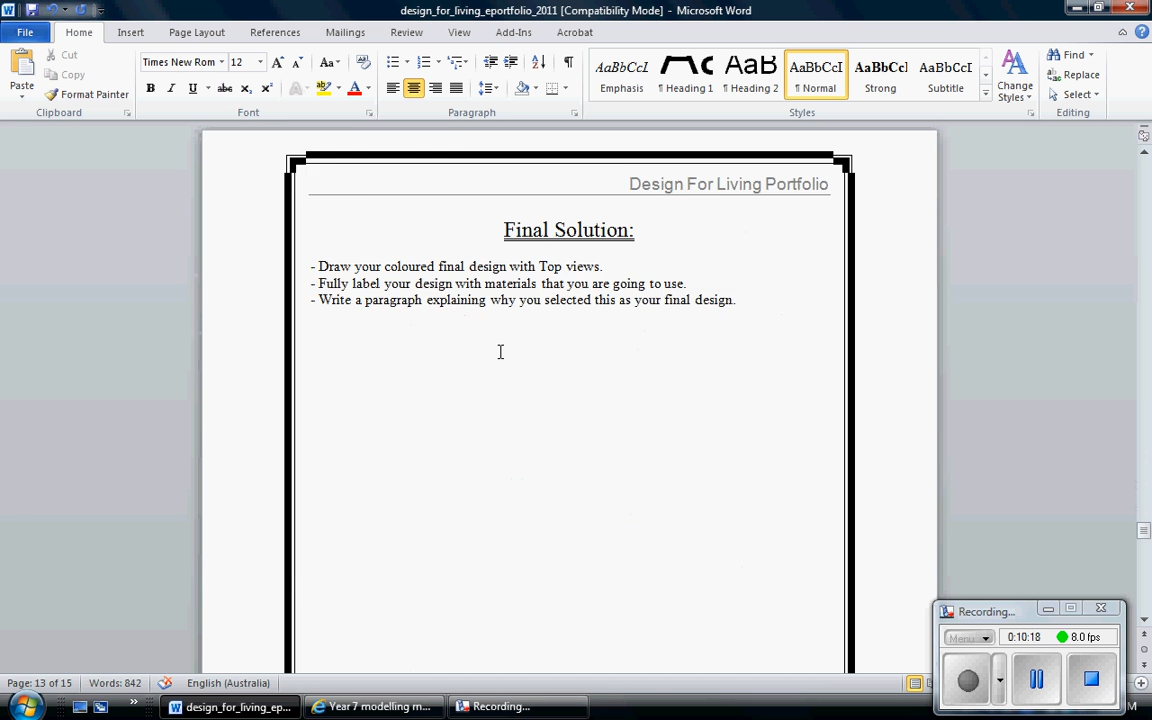 design_for_living_eportfolio_2011 [Compatibility Mode] - Microsoft Word
File Home Insert Page Layout References Mailings Review View Add-Ins Acrobat
Paste
Cut
Copy
Format Painter
Clipboard
Times New Rom 12
Font
Paragraph
AaBbCcI Emphasis
Heading 1
AaB Heading 2
AaBbCcI Normal
AaBbCcI Strong
AaBbCcI Subtitle
Change Styles
Styles
Find
Replace
Select
Editing
Design For Living Portfolio
Final Solution:
- Draw your coloured final design with Top views.
- Fully label your design with materials that you are going to use.
- Write a paragraph explaining why you selected this as your final design.
Recording...
Menu 0:10:18 8.0 fps
Page: 13 of 15 Words: 842 English (Australia)
design_for_living_ep... Year 7 modelling rn... Recording...